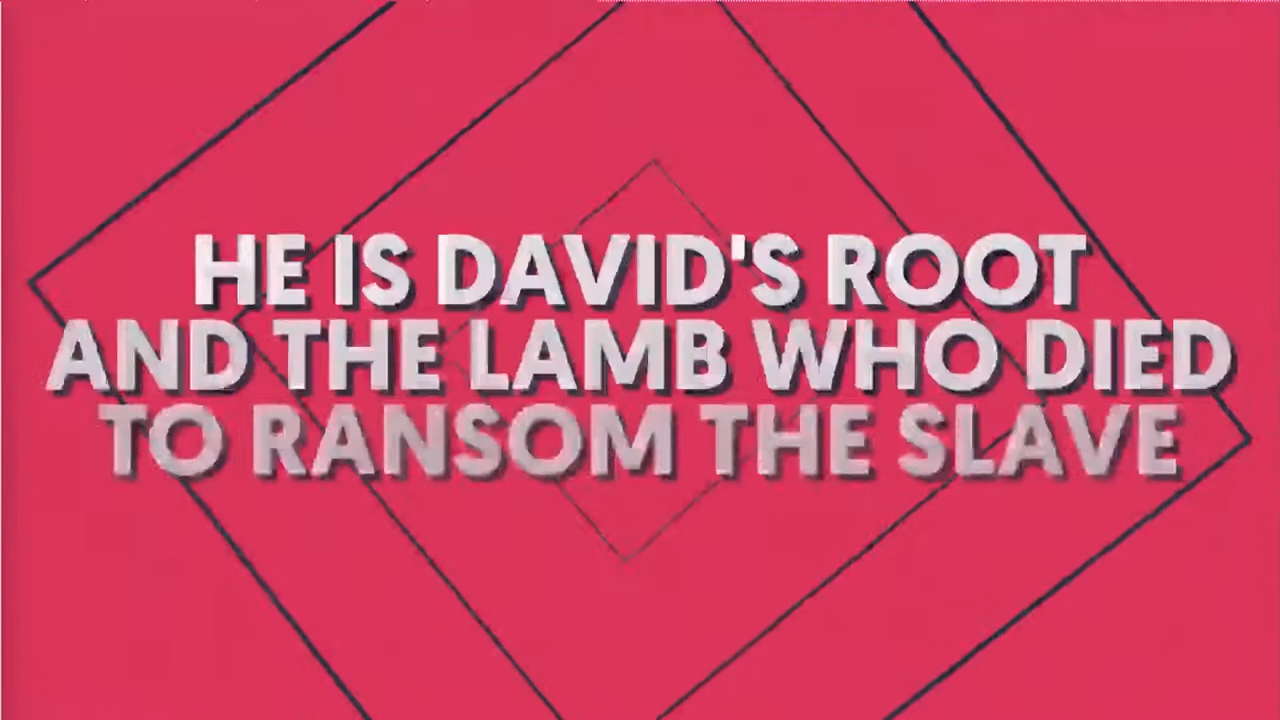 HE IS DAVID'S ROOT
AND THE LAMB WHO DIED
TO RANSOM THE SLAVE